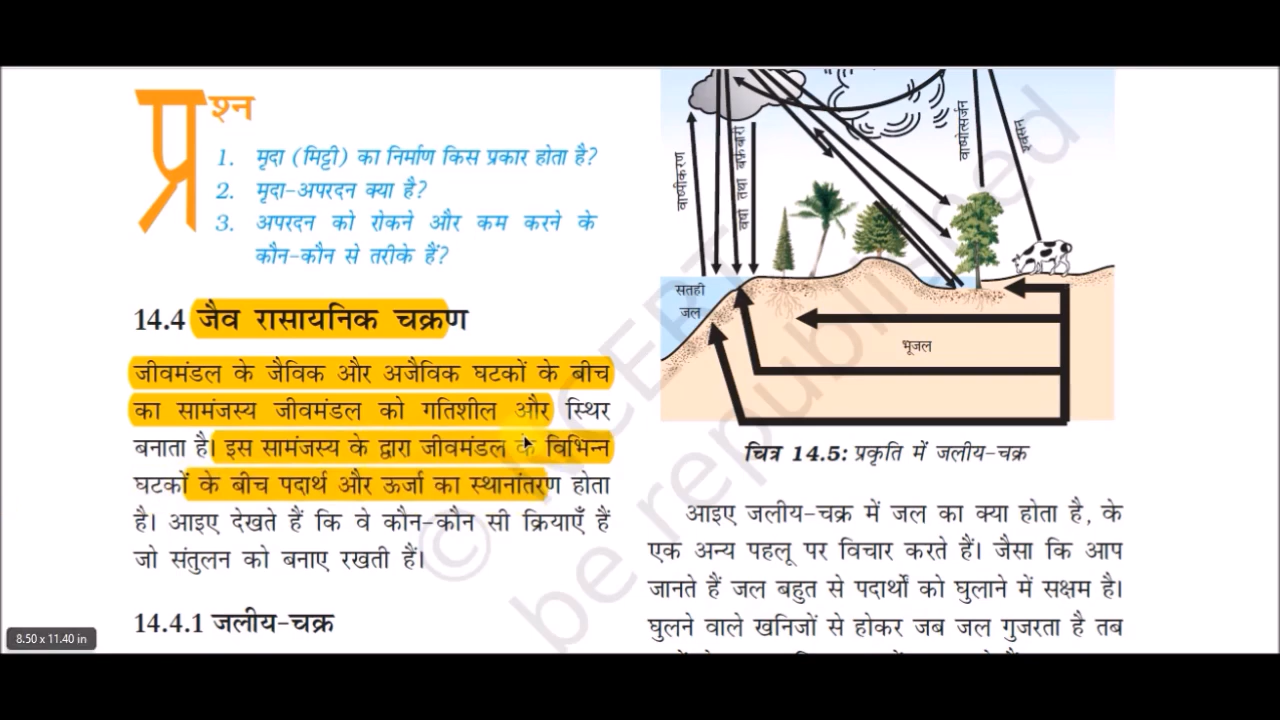 प्रश्न
1. मृदा (मिट्टी) का निर्माण किस प्रकार होता है?
2. मृदा-अपरदन क्या है?
3. अपरदन को रोकने और कम करने के
कौन-कौन से तरीके हैं?
14.4 जैव रासायनिक चक्रण
जीवमंडल के जैविक और अजैविक घटकों के बीच
का सामंजस्य जीवमंडल को गतिशील और स्थिर
बनाता है। इस सामंजस्य के द्वारा जीवमंडल के विभिन्न
घटकों के बीच पदार्थ और ऊर्जा का स्थानांतरण होता
है। आइए देखते हैं कि वे कौन-कौन सी क्रियाएँ हैं
जो संतुलन को बनाए रखती हैं।
14.4.1 जलीय-चक्र
वाष्पीकरण
वर्षा तथा बर्फ़बारी
वाष्पोत्सर्जन
श्वसन
सतही
जल
भूजल
चित्र 14.5: प्रकृति में जलीय-चक्र
आइए जलीय-चक्र में जल का क्या होता है, के
एक अन्य पहलू पर विचार करते हैं। जैसा कि आप
जानते हैं जल बहुत से पदार्थों को घुलाने में सक्षम है।
घुलने वाले खनिजों से होकर जब जल गुजरता है तब
© NCERT
be republished
8.50 x 11.40 in